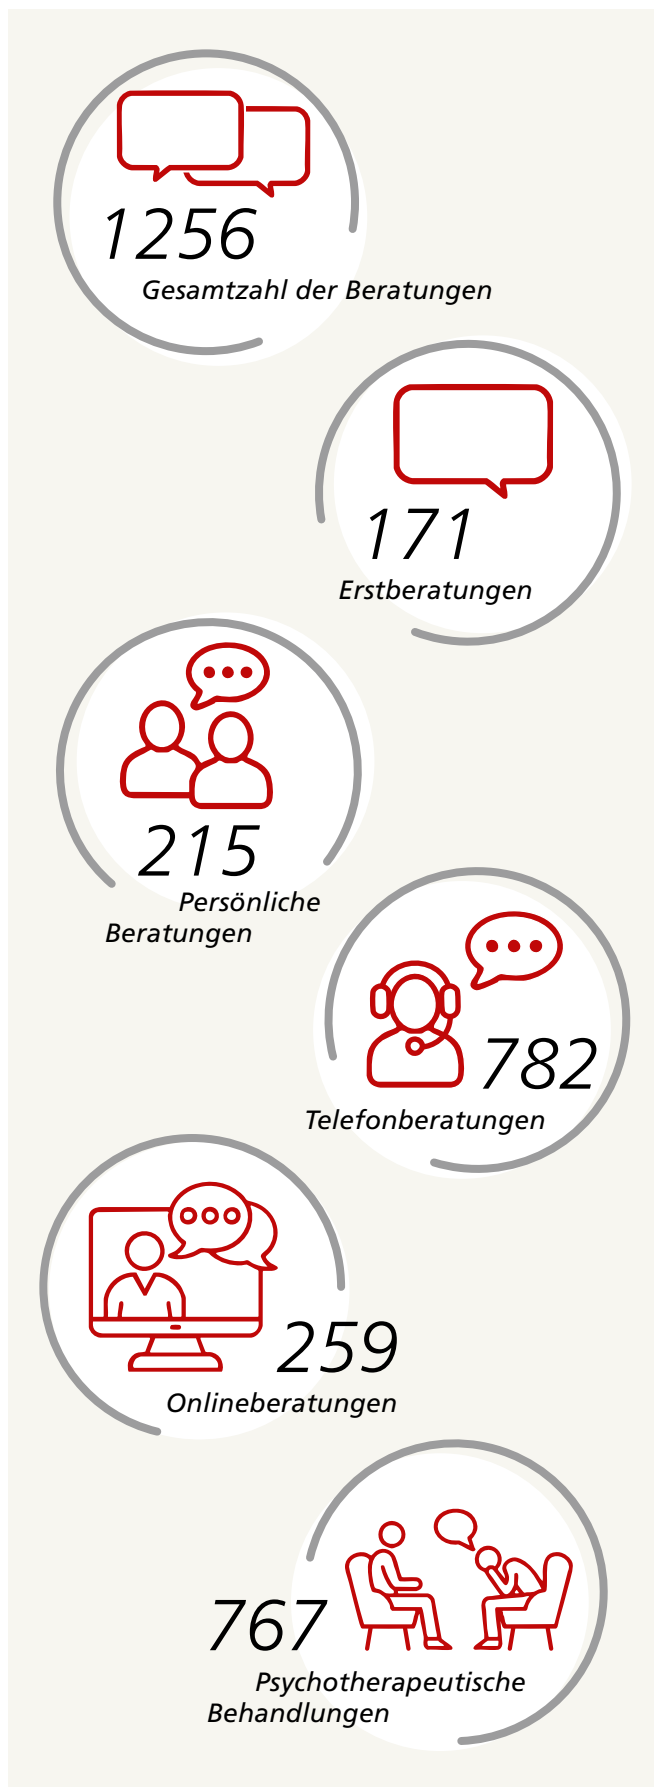 1256
Gesamtzahl der Beratungen
171
Erstberatungen
215
Persönliche
Beratungen
782
Telefonberatungen
259
Onlineberatungen
767
Psychotherapeutische
Behandlungen